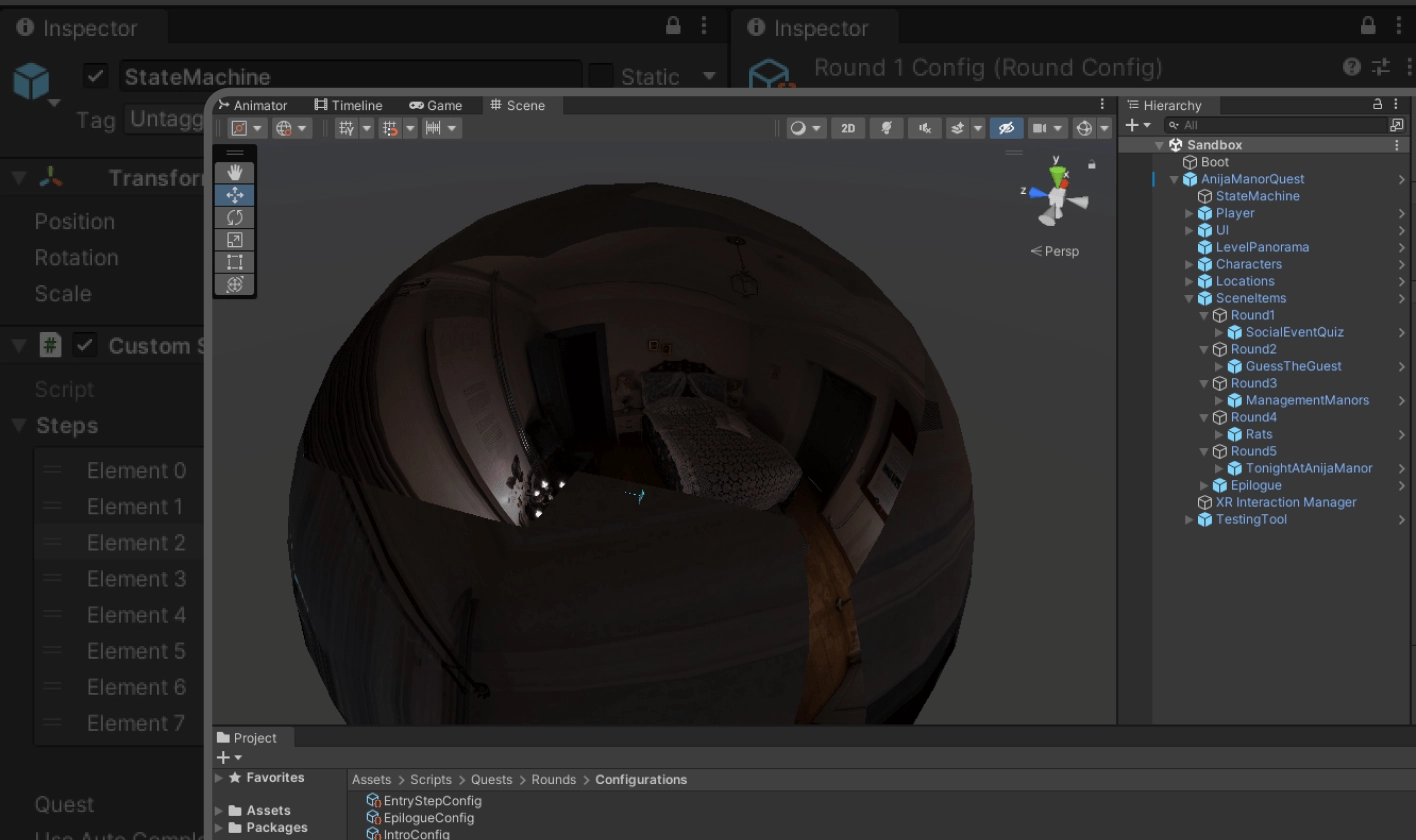 Inspector
Inspector
StateMachine
Static
Round 1 Config (Round Config)
Tag
Untagg
Transfor
Position
Rotation
Scale
Custom S
Script
Steps
Element 0
Element 1
Element 2
Element 3
Element 4
Element 5
Element 6
Element 7
Quest
Animator
Timeline
Game
Scene
2D
y
x
z
Persp
Hierarchy
All
Sandbox
Boot
AnijaManorQuest
StateMachine
Player
UI
LevelPanorama
Characters
Locations
SceneItems
Round1
SocialEventQuiz
Round2
GuessTheGuest
Round3
ManagementManors
Round4
Rats
Round5
TonightAtAnijaManor
Epilogue
XR Interaction Manager
TestingTool
Project
Favorites
Assets
Packages
Assets > Scripts > Quests > Rounds > Configurations
EntryStepConfig
EpilogueConfig
IntroConfig